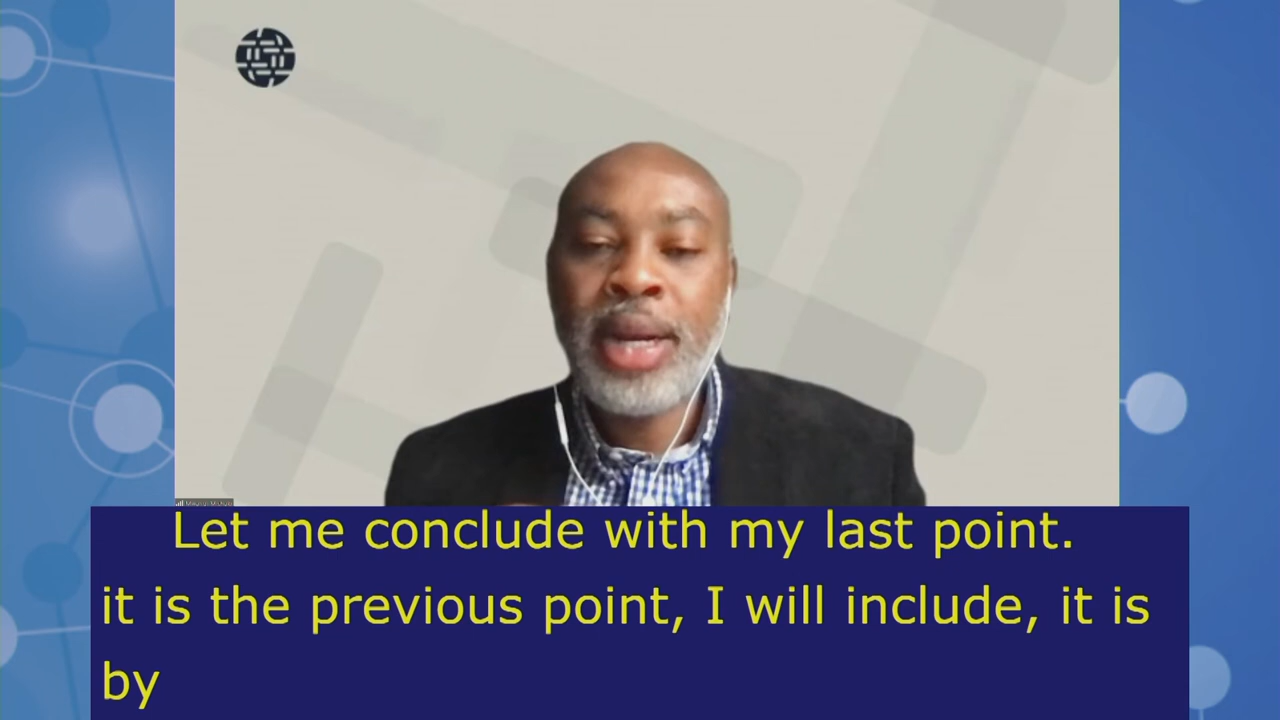 Let me conclude with my last point.
it is the previous point, I will include, it is
by